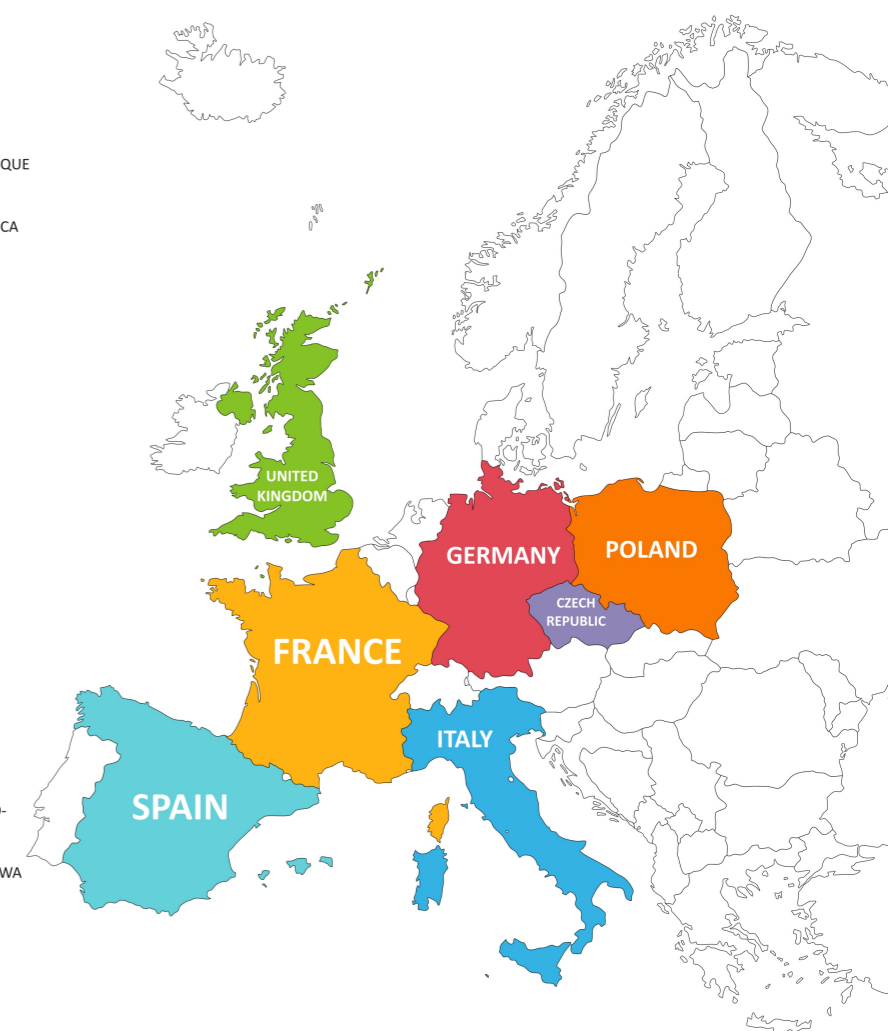 QUE
CA
UNITED
KINGDOM
GERMANY
POLAND
CZECH
REPUBLIC
FRANCE
ITALY
SPAIN
-
WA